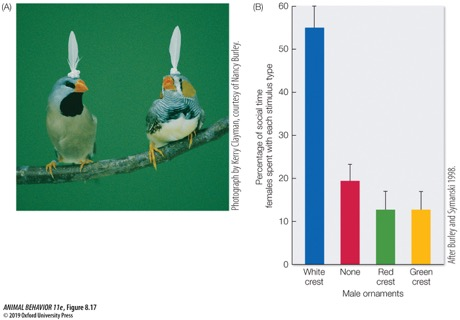 (A)
Photograph by Kerry Clayman, courtesy of Nancy Burley.
(B)
Percentage of social time
females spent with each stimulus type
60
50
40
30
20
10
0
White
crest
None
Red
crest
Green
crest
Male ornaments
After Burley and Symanski 1998.
ANIMAL BEHAVIOR 11e, Figure 8.17
© 2019 Oxford University Press